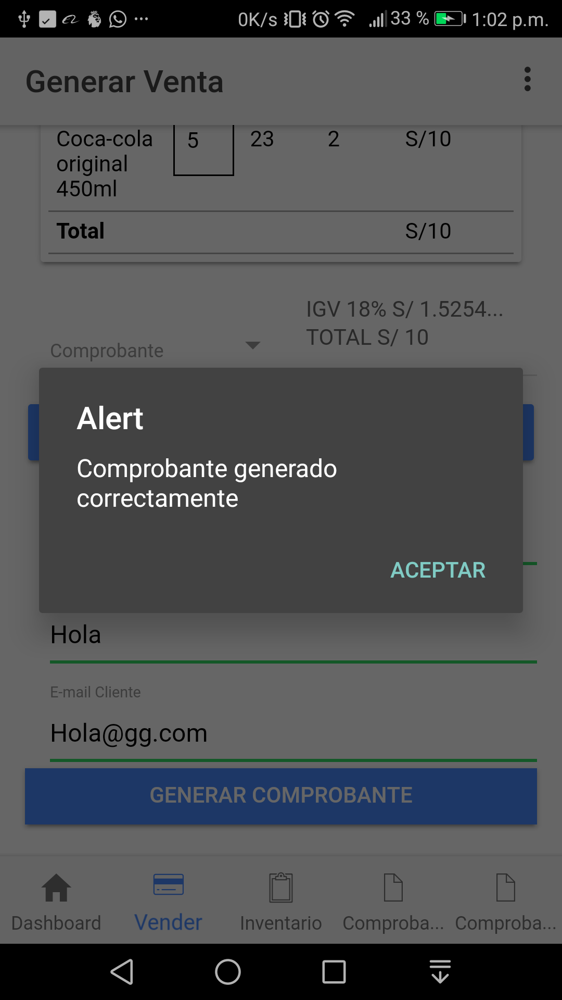 0K/s 33 % 1:02 p.m.
Generar Venta
Coca-cola original 450ml 5 23 2 S/10
Total S/10
IGV 18% S/ 1.5254...
TOTAL S/ 10
Comprobante
Alert
Comprobante generado
correctamente
ACEPTAR
Hola
E-mail Cliente
Hola@gg.com
GENERAR COMPROBANTE
Dashboard Vender Inventario Comproba... Comproba...